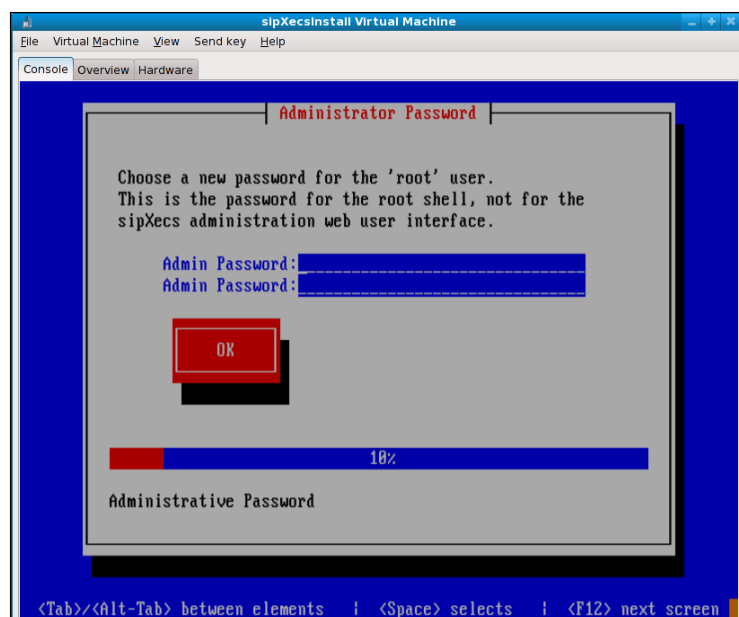 sipXecsInstall Virtual Machine
File Virtual Machine View Send key Help
Console Overview Hardware
Administrator Password
Choose a new password for the 'root' user.
This is the password for the root shell, not for the
sipXecs administration web user interface.
Admin Password:
Admin Password:
OK
10%
Administrative Password
<Tab>/<Alt-Tab> between elements | <Space> selects | <F12> next screen